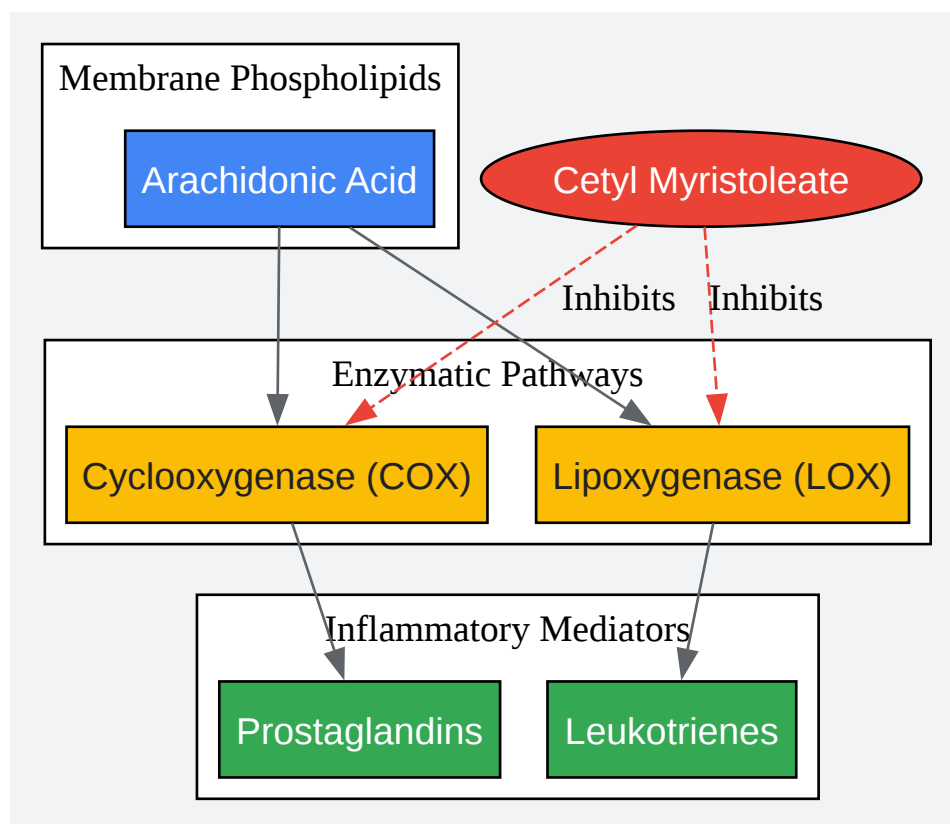 Membrane Phospholipids
Arachidonic Acid
Cetyl Myristoleate
Inhibits
Inhibits
Enzymatic Pathways
Cyclooxygenase (COX)
Lipoxygenase (LOX)
Inflammatory Mediators
Prostaglandins
Leukotrienes